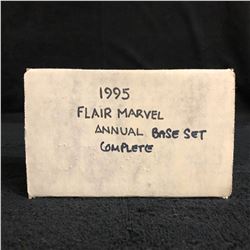 1995
FLAIR MARVEL
ANNUAL BASE SET
COMPLETE